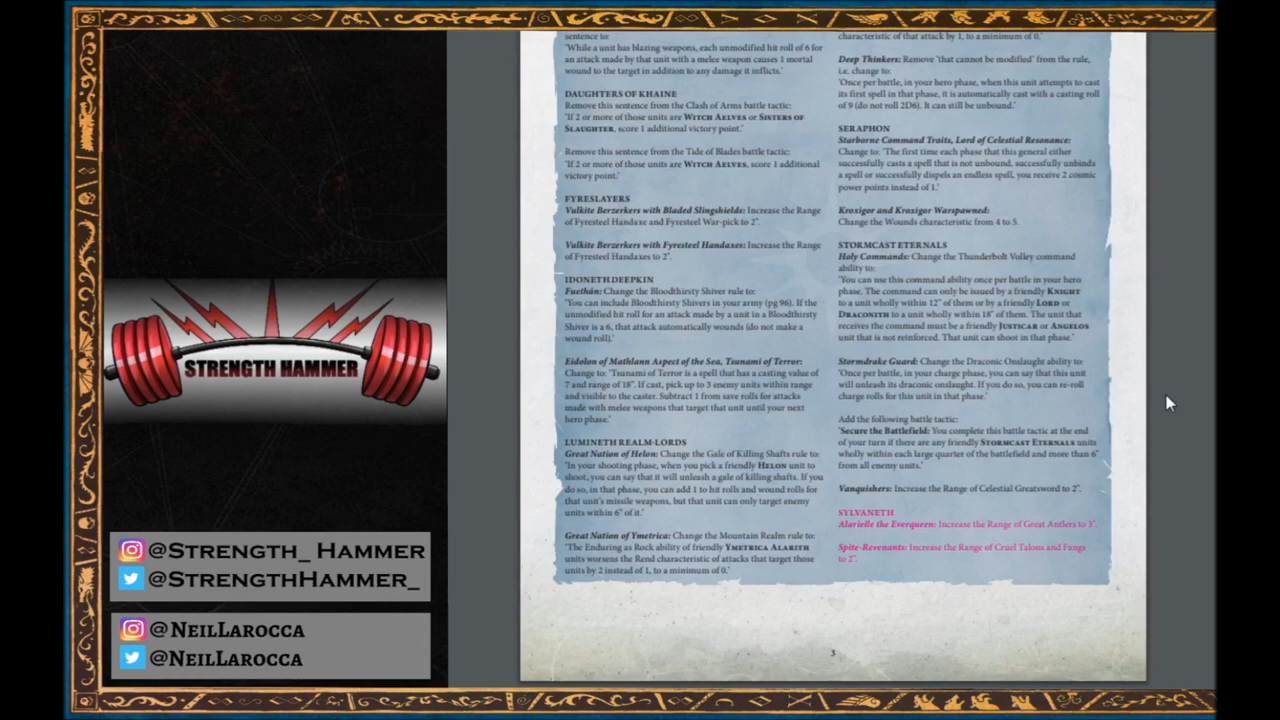 STRENGTH HAMMER
@Strength_Hammer
@StrengthHammer_
@NeilLarocca
@NeilLarocca
sentence to:
'While a unit has blazing weapons, each unmodified hit roll of 6 for
an attack made by that unit with a melee weapon causes 1 mortal
wound to the target in addition to any damage it inflicts.'
DAUGHTERS OF KHAINE
Remove this sentence from the Clash of Arms battle tactic:
'If 2 or more of those units are Witch Aelves or Sisters of
Slaughter, score 1 additional victory point.'
Remove this sentence from the Tide of Blades battle tactic:
'If 2 or more of those units are Witch Aelves, score 1 additional
victory point.'
FYRESLAYERS
Vulkite Berzerkers with Bladed Slingshields: Increase the Range
of Fyresteel Handaxe and Fyresteel War-pick to 2".
Vulkite Berzerkers with Fyresteel Handaxes: Increase the Range
of Fyresteel Handaxes to 2".
IDONETH DEEPKIN
Fuethán: Change the Bloodthirsty Shiver rule to:
'You can include Bloodthirsty Shivers in your army (pg 96). If the
unmodified hit roll for an attack made by a unit in a Bloodthirsty
Shiver is a 6, that attack automatically wounds (do not make a
wound roll).'
Eidolon of Mathlann Aspect of the Sea, Tsunami of Terror:
Change to: 'Tsunami of Terror is a spell that has a casting value of
7 and range of 18". If cast, pick up to 3 enemy units within range
and visible to the caster. Subtract 1 from save rolls for attacks
made with melee weapons that target that unit until your next
hero phase.'
LUMINETH REALM-LORDS
Great Nation of Helon: Change the Gale of Killing Shafts rule to:
'In your shooting phase, when you pick a friendly Helon unit to
shoot, you can say that it will unleash a gale of killing shafts. If you
do so, in that phase, you can add 1 to hit rolls and wound rolls for
that unit's missile weapons, but that unit can only target enemy
units within 6" of it.'
Great Nation of Ymetrica: Change the Mountain Realm rule to:
'The Enduring as Rock ability of friendly Ymetrica Alarith
units worsens the Rend characteristic of attacks that target those
units by 2 instead of 1, to a minimum of 0.'
characteristic of that attack by 1, to a minimum of 0.'
Deep Thinkers: Remove 'that cannot be modified' from the rule,
i.e. change to:
'Once per battle, in your hero phase, when this unit attempts to cast
its first spell in that phase, it is automatically cast with a casting roll
of 9 (do not roll 2D6). It can still be unbound.'
SERAPHON
Starborne Command Traits, Lord of Celestial Resonance:
Change to: 'The first time each phase that this general either
successfully casts a spell that is not unbound, successfully unbinds
a spell or successfully dispels an endless spell, you receive 2 cosmic
power points instead of 1.'
Kroxigor and Kroxigor Warspawned:
Change the Wounds characteristic from 4 to 5.
STORMCAST ETERNALS
Holy Commands: Change the Thunderbolt Volley command
ability to:
'You can use this command ability once per battle in your hero
phase. The command can only be issued by a friendly Knight
to a unit wholly within 12" of them or by a friendly Lord or
Draconith to a unit wholly within 18" of them. The unit that
receives the command must be a friendly Justicar or Angelos
unit that is not reinforced. That unit can shoot in that phase.'
Stormdrake Guard: Change the Draconic Onslaught ability to:
'Once per battle, in your charge phase, you can say that this unit
will unleash its draconic onslaught. If you do so, you can re-roll
charge rolls for this unit in that phase.'
Add the following battle tactic:
'Secure the Battlefield: You complete this battle tactic at the end
of your turn if there are any friendly Stormcast Eternals units
wholly within each large quarter of the battlefield and more than 6"
from all enemy units.'
Vanquishers: Increase the Range of Celestial Greatsword to 2".
SYLVANETH
Alarielle the Everqueen: Increase the Range of Great Antlers to 3".
Spite-Revenants: Increase the Range of Cruel Talons and Fangs
to 2".
3